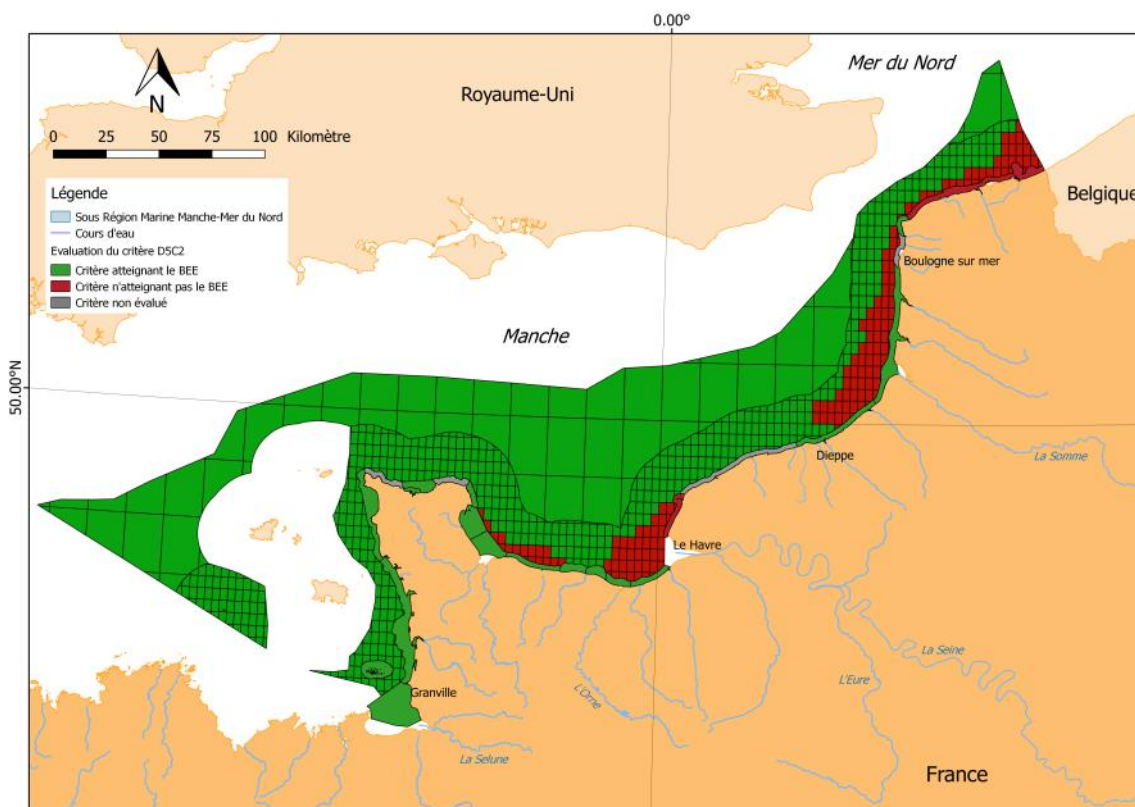 0.00°
Mer du Nord
N
Royaume-Uni
0 25 50 75 100 Kilomètre
Légende
Sous Région Marine Manche-Mer du Nord
Cours d'eau
Evaluation du critère D5C2
Critère atteignant le BEE
Critère n'atteignant pas le BEE
Critère non évalué
Belgique
Boulogne sur mer
Manche
50.00°N
Dieppe
La Somme
Le Havre
La Seine
L'Eure
L'Orne
Granville
La Selune
France